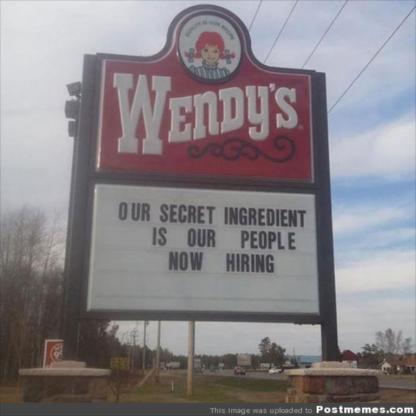 WENDY'S
OUR SECRET INGREDIENT
IS OUR PEOPLE
NOW HIRING
This image was uploaded to Postmemes.com